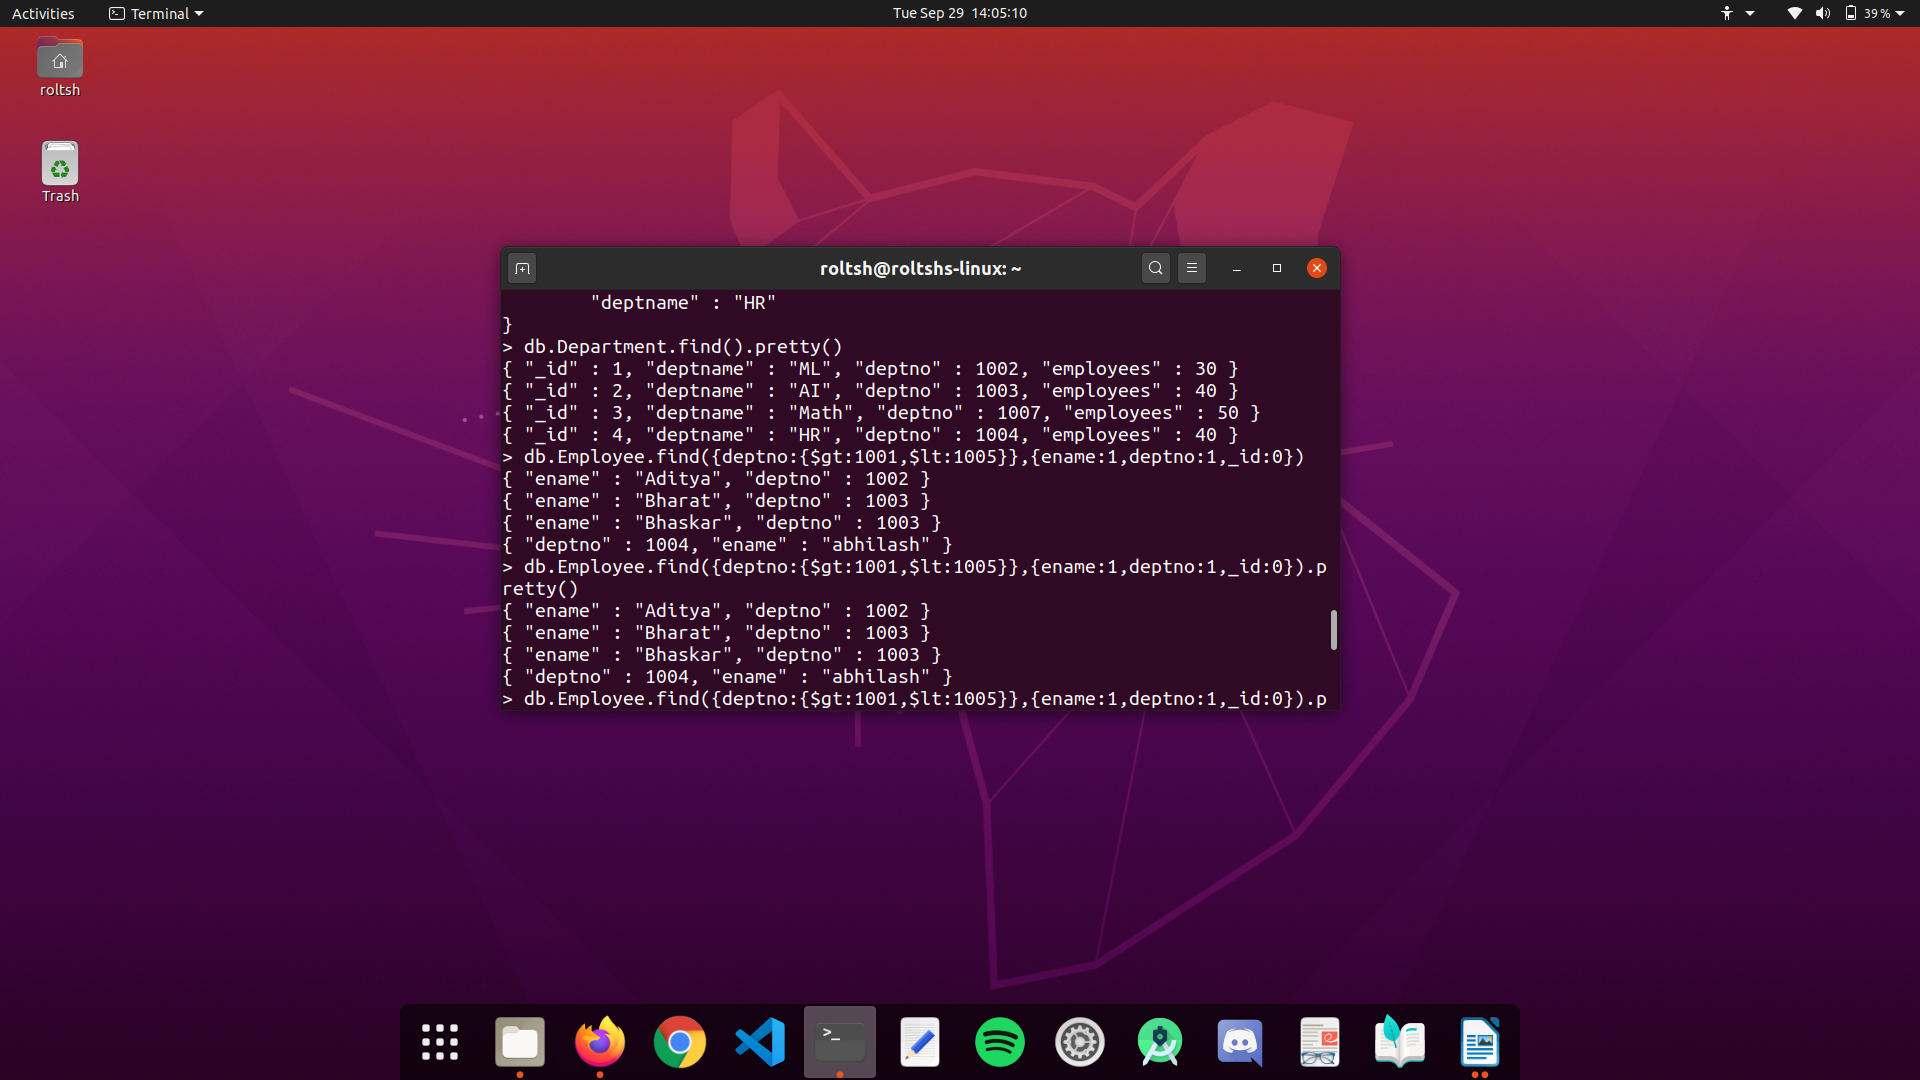 Activities
Terminal
Tue Sep 29 14:05:10
39 %
roltsh
Trash
roltsh@roltshs-linux: ~
"deptname" : "HR"
}
> db.Department.find().pretty()
{ "_id" : 1, "deptname" : "ML", "deptno" : 1002, "employees" : 30 }
{ "_id" : 2, "deptname" : "AI", "deptno" : 1003, "employees" : 40 }
{ "_id" : 3, "deptname" : "Math", "deptno" : 1007, "employees" : 50 }
{ "_id" : 4, "deptname" : "HR", "deptno" : 1004, "employees" : 40 }
> db.Employee.find({deptno:{$gt:1001,$lt:1005}},{ename:1,deptno:1,_id:0})
{ "ename" : "Aditya", "deptno" : 1002 }
{ "ename" : "Bharat", "deptno" : 1003 }
{ "ename" : "Bhaskar", "deptno" : 1003 }
{ "deptno" : 1004, "ename" : "abhilash" }
> db.Employee.find({deptno:{$gt:1001,$lt:1005}},{ename:1,deptno:1,_id:0}).p
retty()
{ "ename" : "Aditya", "deptno" : 1002 }
{ "ename" : "Bharat", "deptno" : 1003 }
{ "ename" : "Bhaskar", "deptno" : 1003 }
{ "deptno" : 1004, "ename" : "abhilash" }
> db.Employee.find({deptno:{$gt:1001,$lt:1005}},{ename:1,deptno:1,_id:0}).p
>_